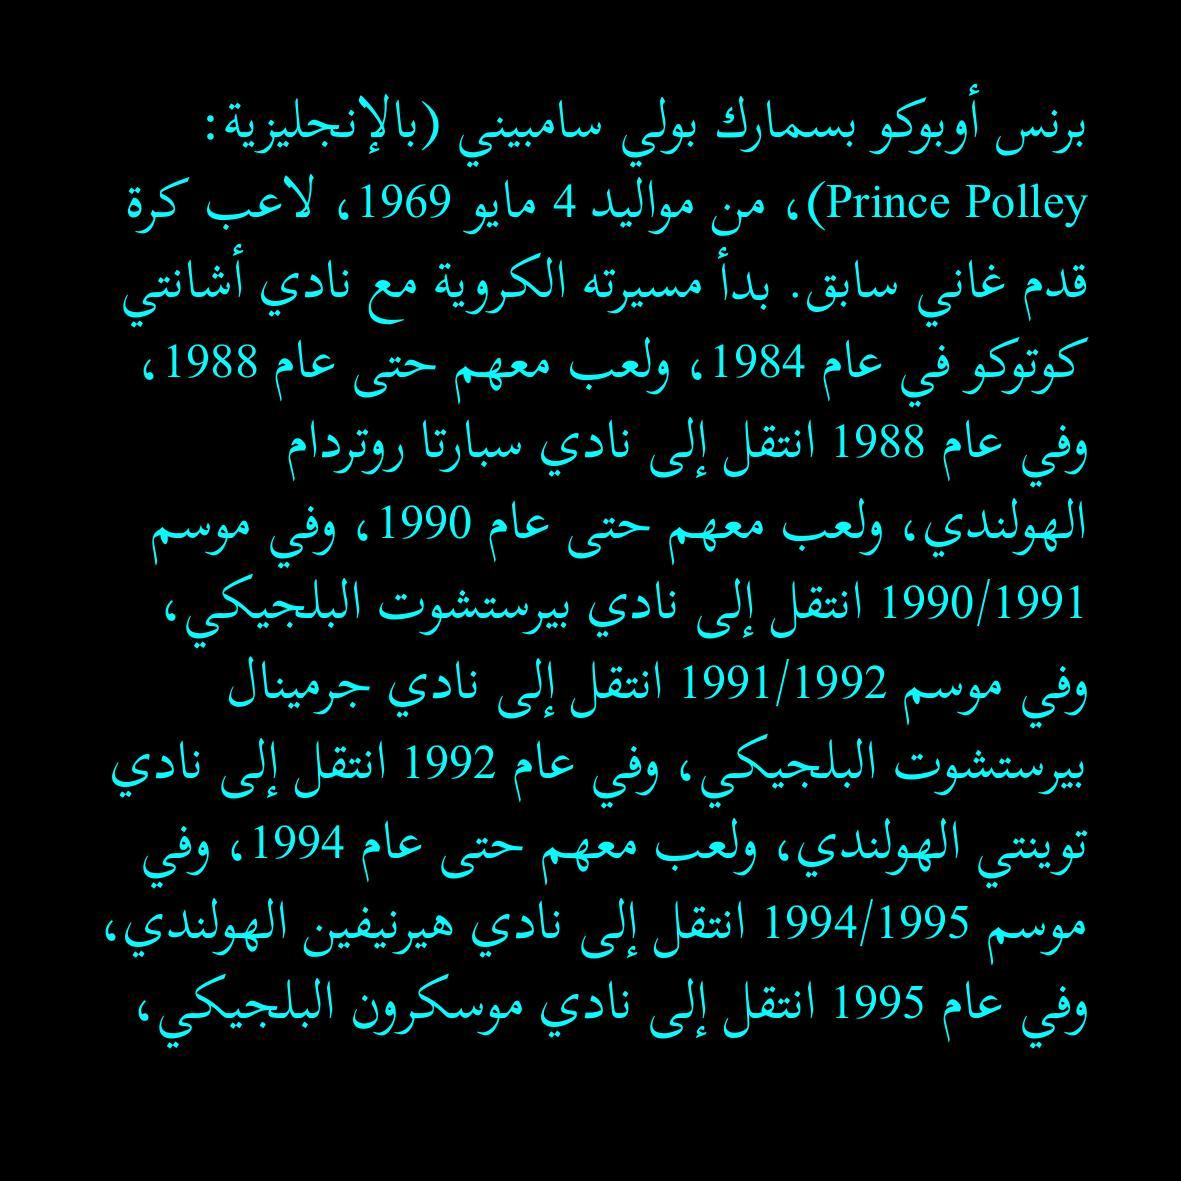 برنس أوبوكو بسمارك بولي سامبيني (بالإنجليزية:
Prince Polley)، من مواليد 4 مايو 1969، لاعب كرة
قدم غاني سابق. بدأ مسيرته الكروية مع نادي أشانتي
كوتوكو في عام 1984، ولعب معهم حتى عام 1988،
وفي عام 1988 انتقل إلى نادي سبارتا روتردام
الهولندي، ولعب معهم حتى عام 1990، وفي موسم
1990/1991 انتقل إلى نادي بيرستشوت البلجيكي،
وفي موسم 1991/1992 انتقل إلى نادي جرمينال
بيرستشوت البلجيكي، وفي عام 1992 انتقل إلى نادي
توينتي الهولندي، ولعب معهم حتى عام 1994، وفي
موسم 1994/1995 انتقل إلى نادي هيرنيفين الهولندي،
وفي عام 1995 انتقل إلى نادي موسكرون البلجيكي،